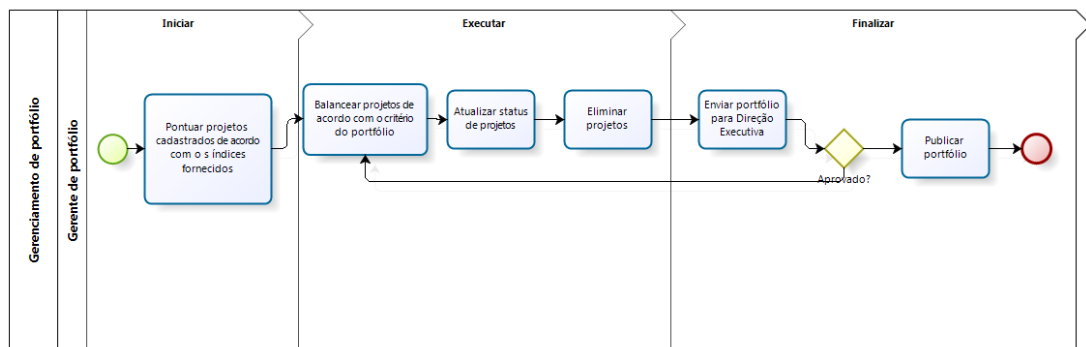 Gerenciamento de portfólio
Gerente de portfólio
Iniciar
Executar
Finalizar
Pontuar projetos
cadastrados de acordo
com o s índices
fornecidos
Balancear projetos de
acordo com o critério
do portfólio
Atualizar status
de projetos
Eliminar
projetos
Enviar portfólio
para Direção
Executiva
Aprovado?
Publicar
portfólio